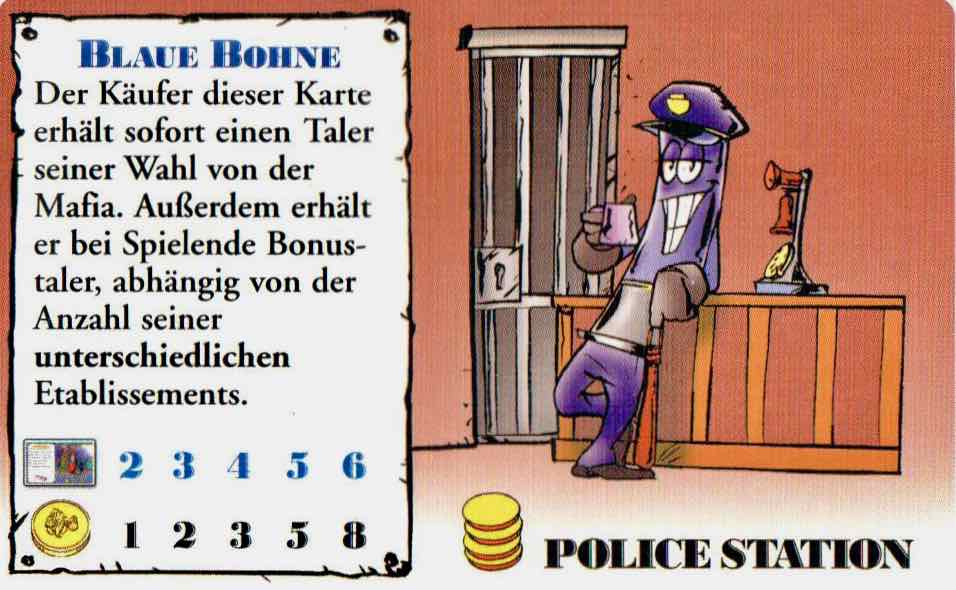 BLAUE BOHNE
Der Käufer dieser Karte
erhält sofort einen Taler
seiner Wahl von der
Mafia. Außerdem erhält
er bei Spielende Bonus-
taler, abhängig von der
Anzahl seiner
unterschiedlichen
Etablissements.
2 3 4 5 6
1 2 3 5 8
POLICE STATION